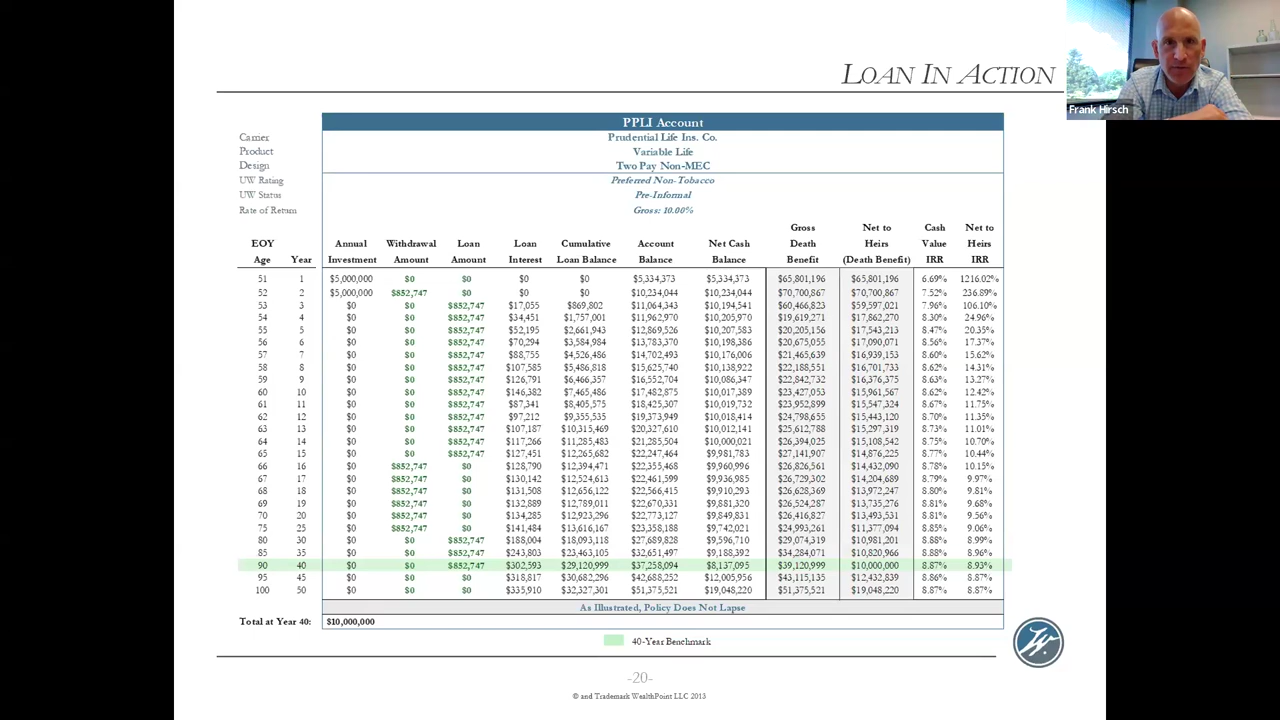 LOAN IN ACTION
Frank Hirsch
PPLI Account
Carrier Prudential Life Ins. Co.
Product Variable Life
Design Two Pay Non-MEC
UW Rating Preferred Non-Tobacco
UW Status Pre-Informal
Rate of Return Gross: 10.00%
Gross Net to Cash Net to
EOY Annual Withdrawal Loan Loan Cumulative Account Net Cash Death Heirs Value Heirs
Age Year Investment Amount Amount Interest Loan Balance Balance Balance Benefit (Death Benefit) IRR IRR
51 1 $5,000,000 $0 $0 $0 $0 $5,334,373 $5,334,373 $65,801,196 $65,801,196 6.69% 1216.02%
52 2 $5,000,000 $852,747 $0 $0 $0 $10,234,044 $10,234,044 $70,700,867 $70,700,867 7.52% 236.89%
53 3 $0 $0 $852,747 $17,055 $869,802 $11,064,343 $10,194,541 $60,466,823 $59,597,021 7.96% 106.10%
54 4 $0 $0 $852,747 $34,451 $1,757,001 $11,962,970 $10,205,970 $19,619,271 $17,862,270 8.30% 24.96%
55 5 $0 $0 $852,747 $52,195 $2,661,943 $12,869,526 $10,207,583 $20,205,156 $17,543,213 8.47% 20.35%
56 6 $0 $0 $852,747 $70,294 $3,584,984 $13,783,370 $10,198,386 $20,675,055 $17,090,071 8.56% 17.37%
57 7 $0 $0 $852,747 $88,755 $4,526,486 $14,702,493 $10,176,006 $21,465,639 $16,939,153 8.60% 15.62%
58 8 $0 $0 $852,747 $107,585 $5,486,818 $15,625,740 $10,138,922 $22,188,551 $16,701,733 8.62% 14.31%
59 9 $0 $0 $852,747 $126,791 $6,466,357 $16,552,704 $10,086,347 $22,842,732 $16,376,375 8.63% 13.27%
60 10 $0 $0 $852,747 $146,382 $7,465,486 $17,482,875 $10,017,389 $23,427,053 $15,961,567 8.62% 12.42%
61 11 $0 $0 $852,747 $87,341 $8,405,575 $18,425,307 $10,019,732 $23,952,899 $15,547,324 8.67% 11.75%
62 12 $0 $0 $852,747 $97,212 $9,355,535 $19,373,949 $10,018,414 $24,798,655 $15,443,120 8.70% 11.35%
63 13 $0 $0 $852,747 $107,187 $10,315,469 $20,327,610 $10,012,141 $25,612,788 $15,297,319 8.73% 11.01%
64 14 $0 $0 $852,747 $117,266 $11,285,483 $21,285,504 $10,000,021 $26,394,025 $15,108,542 8.75% 10.70%
65 15 $0 $0 $852,747 $127,451 $12,265,682 $22,247,464 $9,981,783 $27,141,907 $14,876,225 8.77% 10.44%
66 16 $0 $852,747 $0 $128,790 $12,394,471 $22,355,468 $9,960,996 $26,826,561 $14,432,090 8.78% 10.15%
67 17 $0 $852,747 $0 $130,142 $12,524,613 $22,461,599 $9,936,985 $26,729,302 $14,204,689 8.79% 9.97%
68 18 $0 $852,747 $0 $131,508 $12,656,122 $22,566,415 $9,910,293 $26,628,369 $13,972,247 8.80% 9.81%
69 19 $0 $852,747 $0 $132,889 $12,789,011 $22,670,331 $9,881,320 $26,524,287 $13,735,276 8.81% 9.68%
70 20 $0 $852,747 $0 $134,285 $12,923,296 $22,773,127 $9,849,831 $26,416,827 $13,493,531 8.81% 9.56%
75 25 $0 $852,747 $0 $141,484 $13,616,167 $23,358,188 $9,742,021 $24,993,261 $11,377,094 8.85% 9.06%
80 30 $0 $0 $852,747 $188,004 $18,093,118 $27,689,828 $9,596,710 $29,074,319 $10,981,201 8.88% 8.99%
85 35 $0 $0 $852,747 $243,803 $23,463,105 $32,651,497 $9,188,392 $34,284,071 $10,820,966 8.88% 8.96%
90 40 $0 $0 $852,747 $302,593 $29,120,999 $37,258,094 $8,137,095 $39,120,999 $10,000,000 8.87% 8.93%
95 45 $0 $0 $0 $318,817 $30,682,296 $42,688,252 $12,005,956 $43,115,135 $12,432,839 8.86% 8.87%
100 50 $0 $0 $0 $335,910 $32,327,301 $51,375,521 $19,048,220 $51,375,521 $19,048,220 8.87% 8.87%
As Illustrated, Policy Does Not Lapse
Total at Year 40: $10,000,000
40-Year Benchmark
-20-
© and Trademark WealthPoint LLC 2013